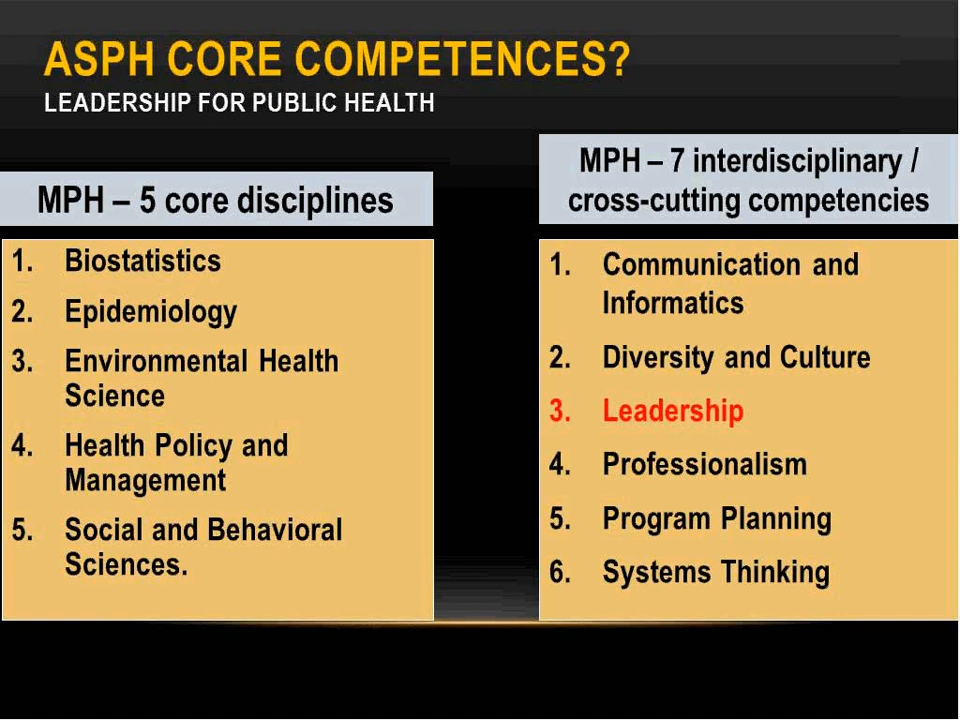 ASPH CORE COMPETENCES?
LEADERSHIP FOR PUBLIC HEALTH
MPH – 5 core disciplines
1. Biostatistics
2. Epidemiology
3. Environmental Health
Science
4. Health Policy and
Management
5. Social and Behavioral
Sciences.
MPH – 7 interdisciplinary /
cross-cutting competencies
1. Communication and
Informatics
2. Diversity and Culture
3. Leadership
4. Professionalism
5. Program Planning
6. Systems Thinking